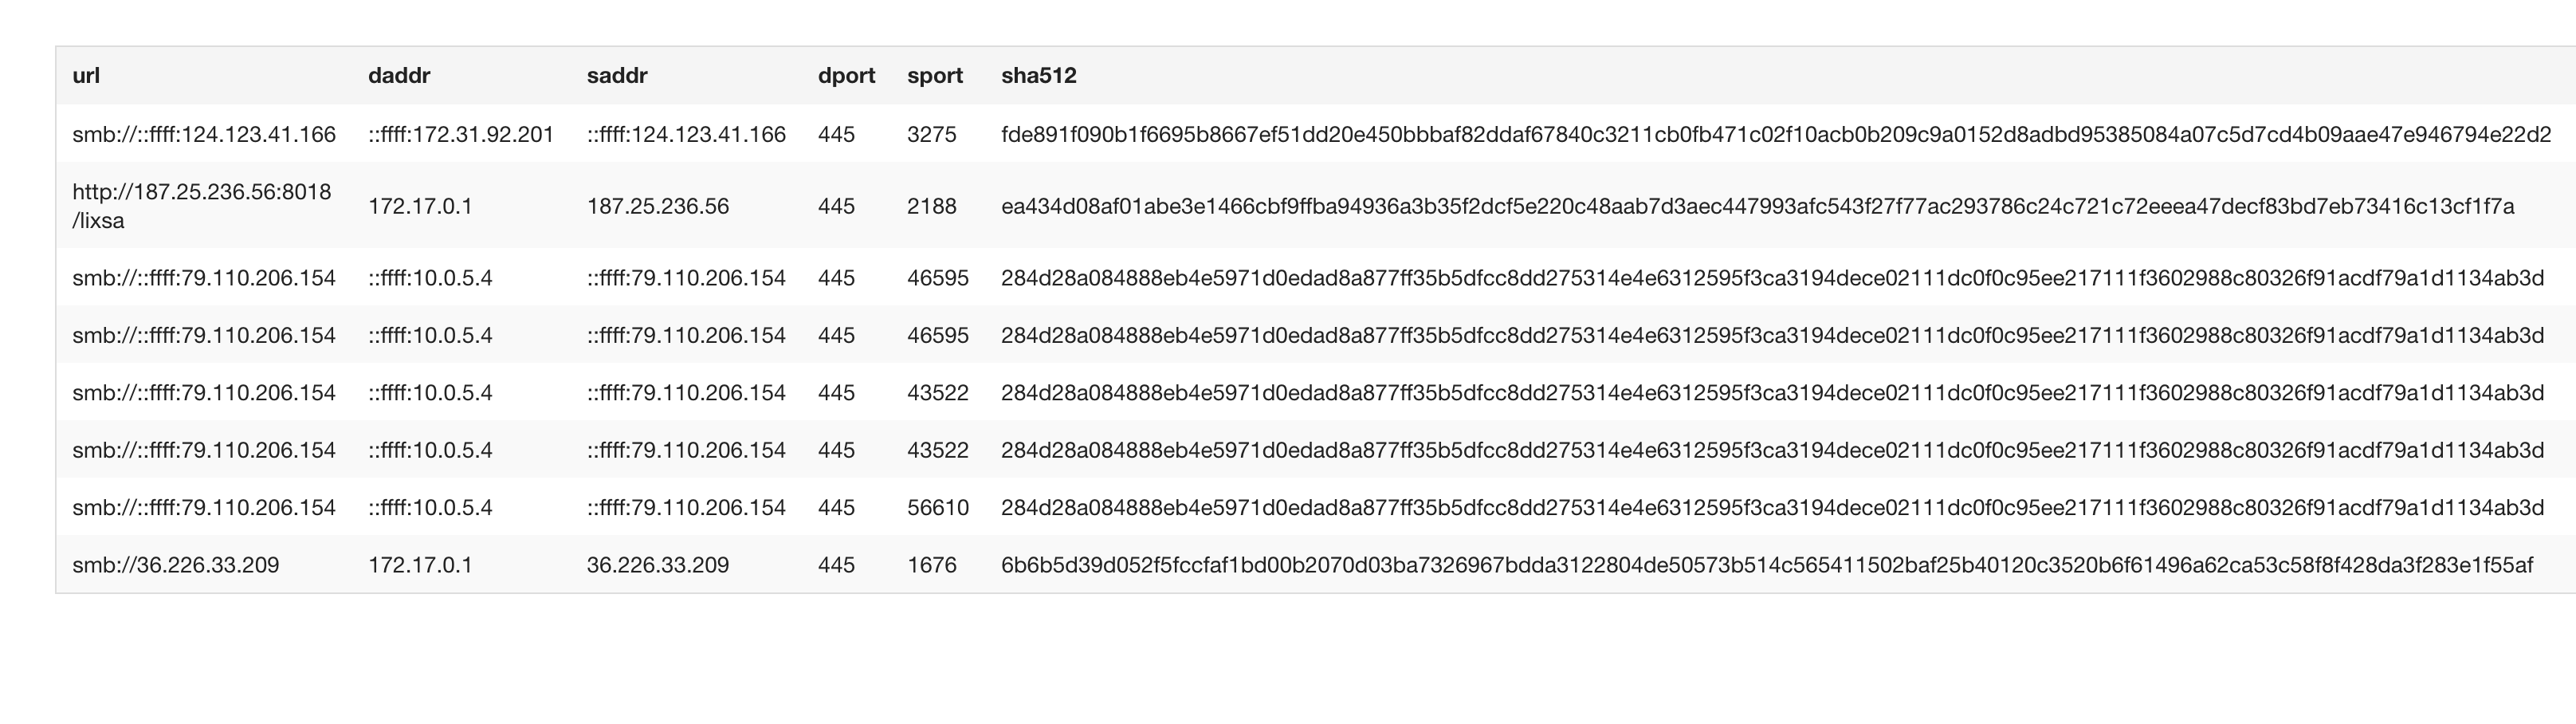 url daddr saddr dport sport sha512
smb://::ffff:124.123.41.166 ::ffff:172.31.92.201 ::ffff:124.123.41.166 445 3275 fde891f090b1f6695b8667ef51dd20e450bbbaf82ddaf67840c3211cb0fb471c02f10acb0b209c9a0152d8adbd95385084a07c5d7cd4b09aae47e946794e22d2
http://187.25.236.56:8018
/lixsa 172.17.0.1 187.25.236.56 445 2188 ea434d08af01abe3e1466cbf9ffba94936a3b35f2dcf5e220c48aab7d3aec447993afc543f27f77ac293786c24c721c72eeea47decf83bd7eb73416c13cf1f7a
smb://::ffff:79.110.206.154 ::ffff:10.0.5.4 ::ffff:79.110.206.154 445 46595 284d28a084888eb4e5971d0edad8a877ff35b5dfcc8dd275314e4e6312595f3ca3194dece02111dc0f0c95ee217111f3602988c80326f91acdf79a1d1134ab3d
smb://::ffff:79.110.206.154 ::ffff:10.0.5.4 ::ffff:79.110.206.154 445 46595 284d28a084888eb4e5971d0edad8a877ff35b5dfcc8dd275314e4e6312595f3ca3194dece02111dc0f0c95ee217111f3602988c80326f91acdf79a1d1134ab3d
smb://::ffff:79.110.206.154 ::ffff:10.0.5.4 ::ffff:79.110.206.154 445 43522 284d28a084888eb4e5971d0edad8a877ff35b5dfcc8dd275314e4e6312595f3ca3194dece02111dc0f0c95ee217111f3602988c80326f91acdf79a1d1134ab3d
smb://::ffff:79.110.206.154 ::ffff:10.0.5.4 ::ffff:79.110.206.154 445 43522 284d28a084888eb4e5971d0edad8a877ff35b5dfcc8dd275314e4e6312595f3ca3194dece02111dc0f0c95ee217111f3602988c80326f91acdf79a1d1134ab3d
smb://::ffff:79.110.206.154 ::ffff:10.0.5.4 ::ffff:79.110.206.154 445 56610 284d28a084888eb4e5971d0edad8a877ff35b5dfcc8dd275314e4e6312595f3ca3194dece02111dc0f0c95ee217111f3602988c80326f91acdf79a1d1134ab3d
smb://36.226.33.209 172.17.0.1 36.226.33.209 445 1676 6b6b5d39d052f5fccfaf1bd00b2070d03ba7326967bdda3122804de50573b514c565411502baf25b40120c3520b6f61496a62ca53c58f8f428da3f283e1f55af